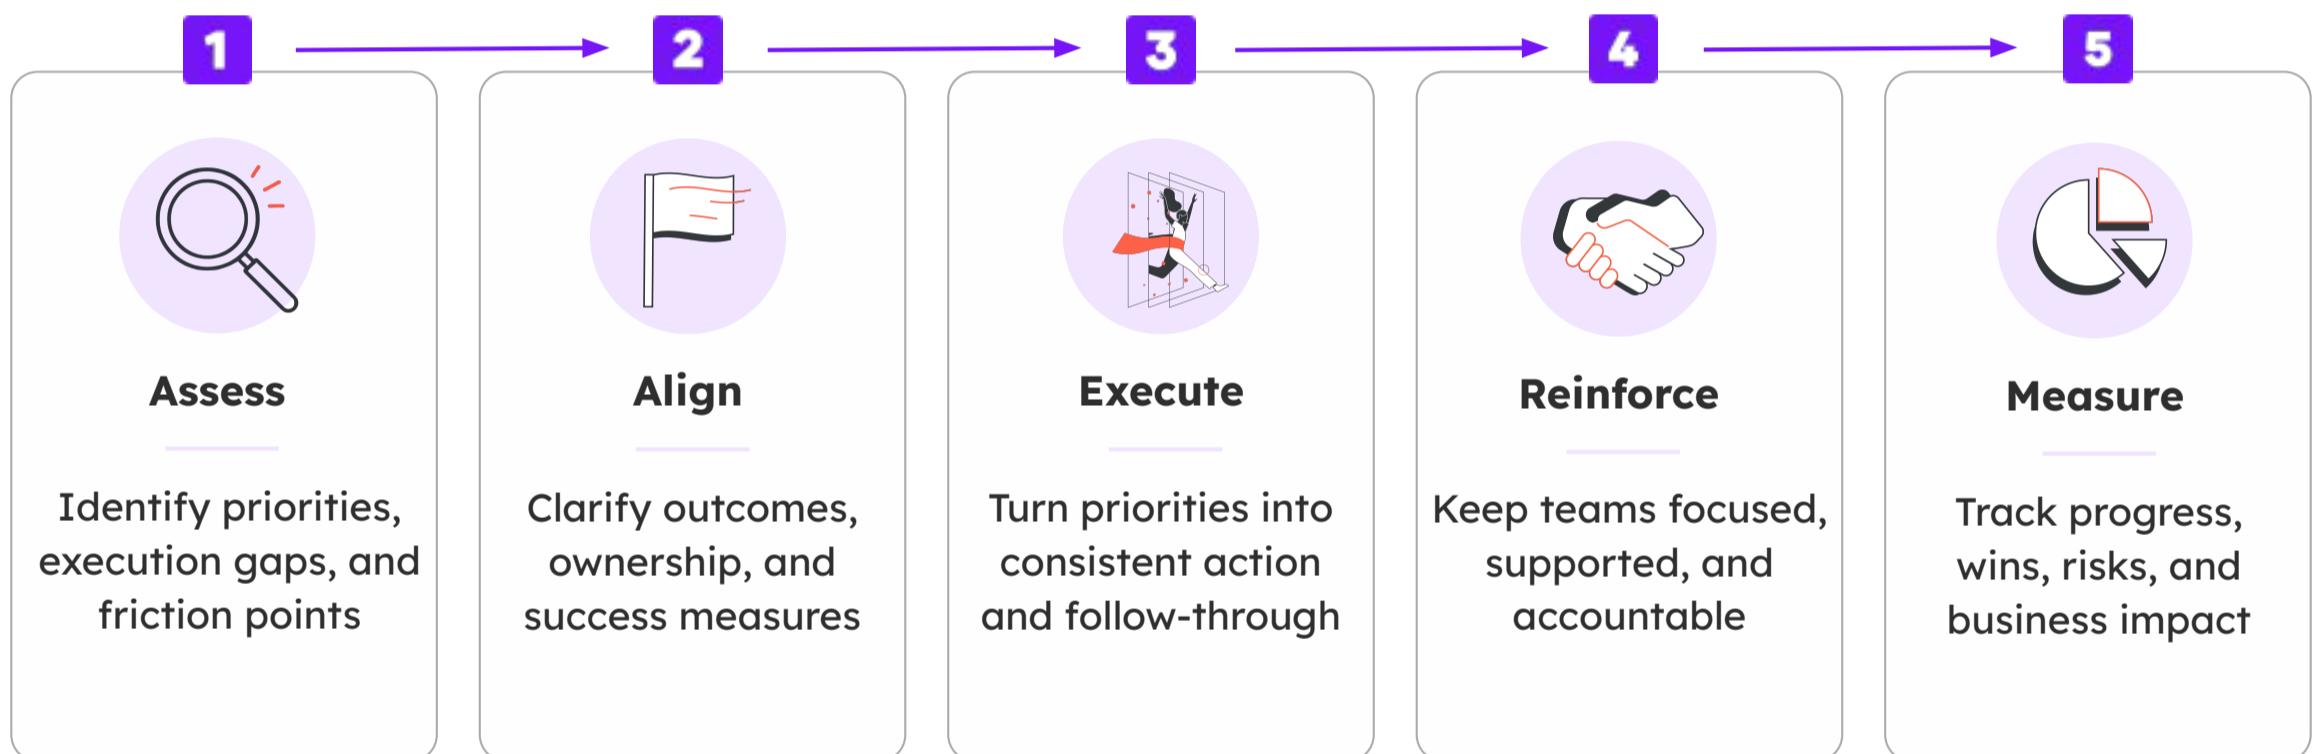 1
2
3
4
5
Assess
Identify priorities,
execution gaps, and
friction points
Align
Clarify outcomes,
ownership, and
success measures
Execute
Turn priorities into
consistent action
and follow-through
Reinforce
Keep teams focused,
supported, and
accountable
Measure
Track progress,
wins, risks, and
business impact